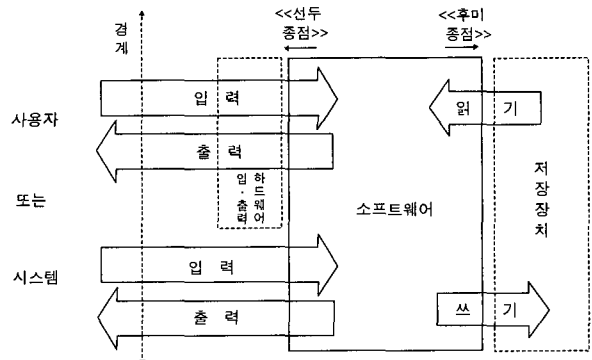 <<선두
종점>>
<<후미
종점>>
경계
사용자
또는
시스템
입 력
출 력
하드웨어
입·출력
입 력
출 력
소프트웨어
읽 기
쓰 기
저장장치